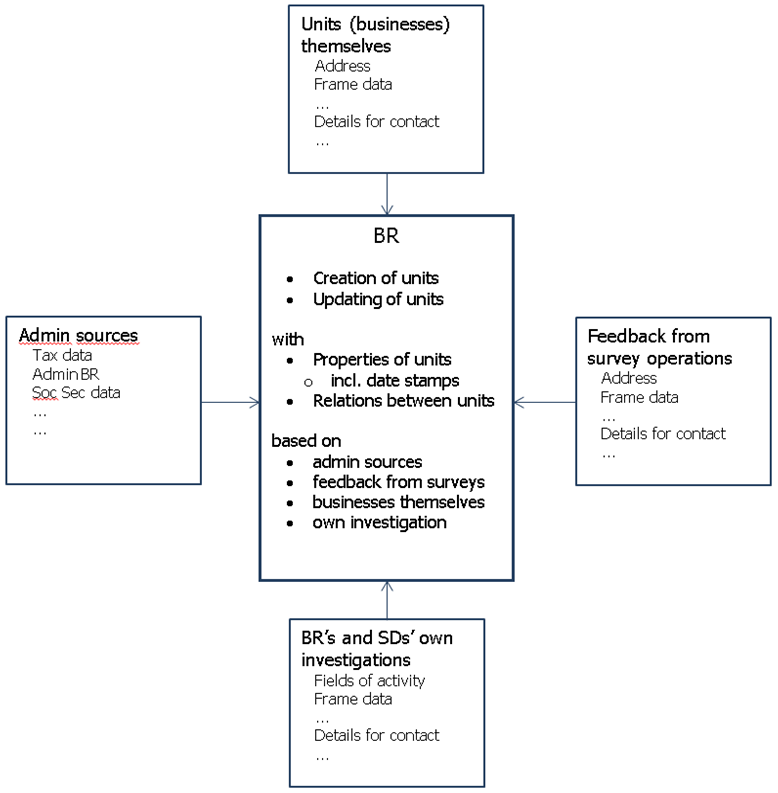 Units (businesses)
themselves
Address
Frame data
...
Details for contact
...
BR
• Creation of units
• Updating of units
with
• Properties of units
o incl. date stamps
• Relations between units
based on
• admin sources
• feedback from surveys
• businesses themselves
• own investigation
Admin sources
Tax data
Admin BR
Soc Sec data
...
...
Feedback from
survey operations
Address
Frame data
...
Details for contact
...
BR's and SDs' own
investigations
Fields of activity
Frame data
...
Details for contact
...